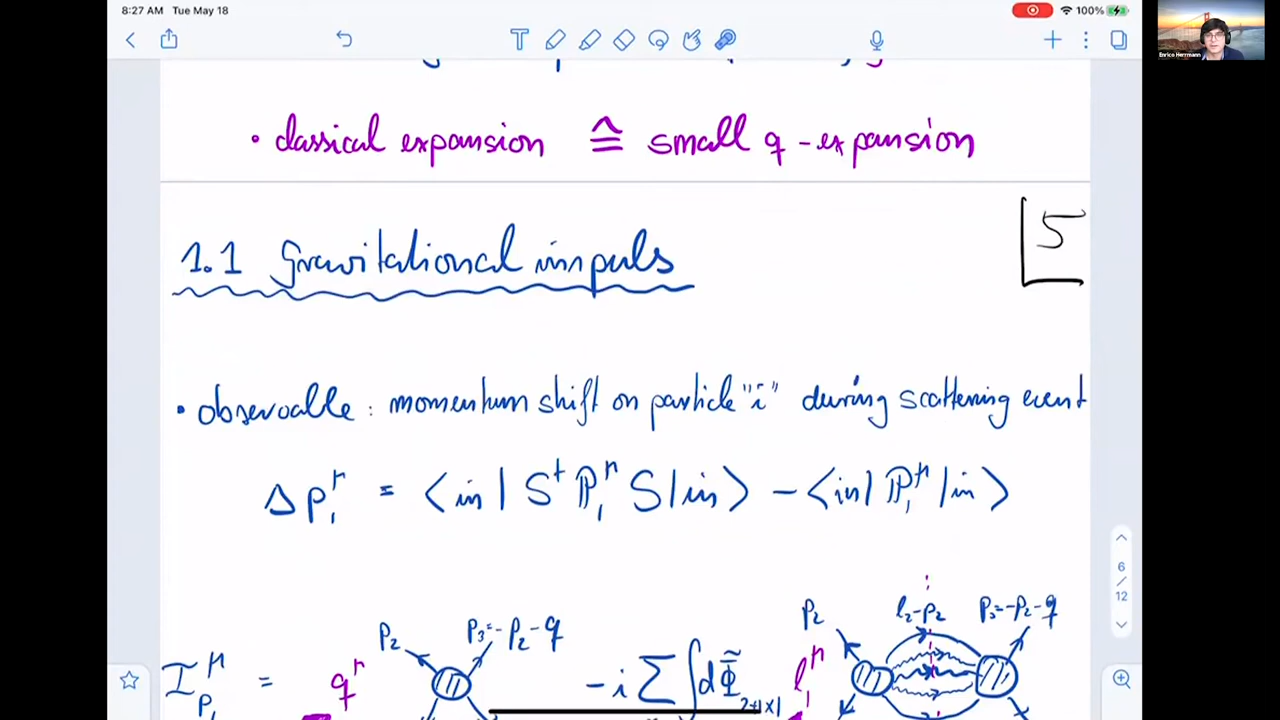 8:27 AM Tue May 18
100%
Enrico Herrmann
• classical expansion ≙ small q-expansion
5
1.1 Gravitational impuls
• observable: momentum shift on particle "i" during scattering event
Δp₁^μ = ⟨in| S† ℙ₁^μ S |in⟩ − ⟨in| ℙ₁^μ |in⟩
6 / 12
p₂ p₃=-p₂-q p₂ l₂-p₂ p₃=-p₂-q
I^μ_p₁ = q^μ -i ∑ ∫dΦ̃ l₁^μ